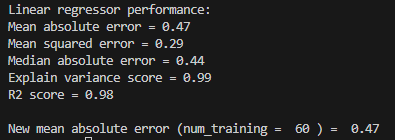 Linear regressor performance:
Mean absolute error = 0.47
Mean squared error = 0.29
Median absolute error = 0.44
Explain variance score = 0.99
R2 score = 0.98
New mean absolute error (num_training =  60 ) =  0.47